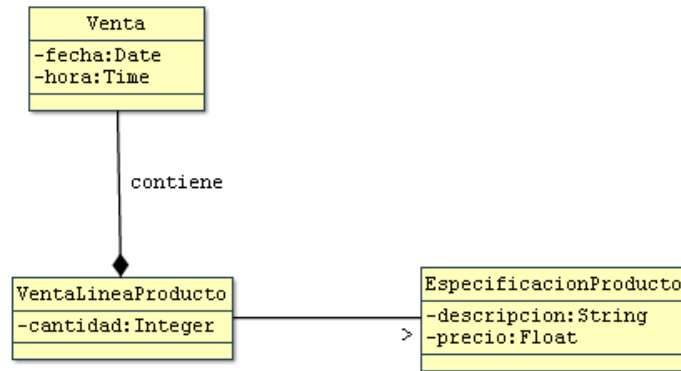 Venta
-fecha:Date
-hora:Time
contiene
VentaLineaProducto
-cantidad:Integer
EspecificacionProducto
-descripcion:String
-precio:Float
>